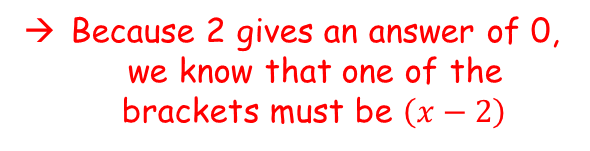 → Because 2 gives an answer of 0,
we know that one of the
brackets must be (x − 2)